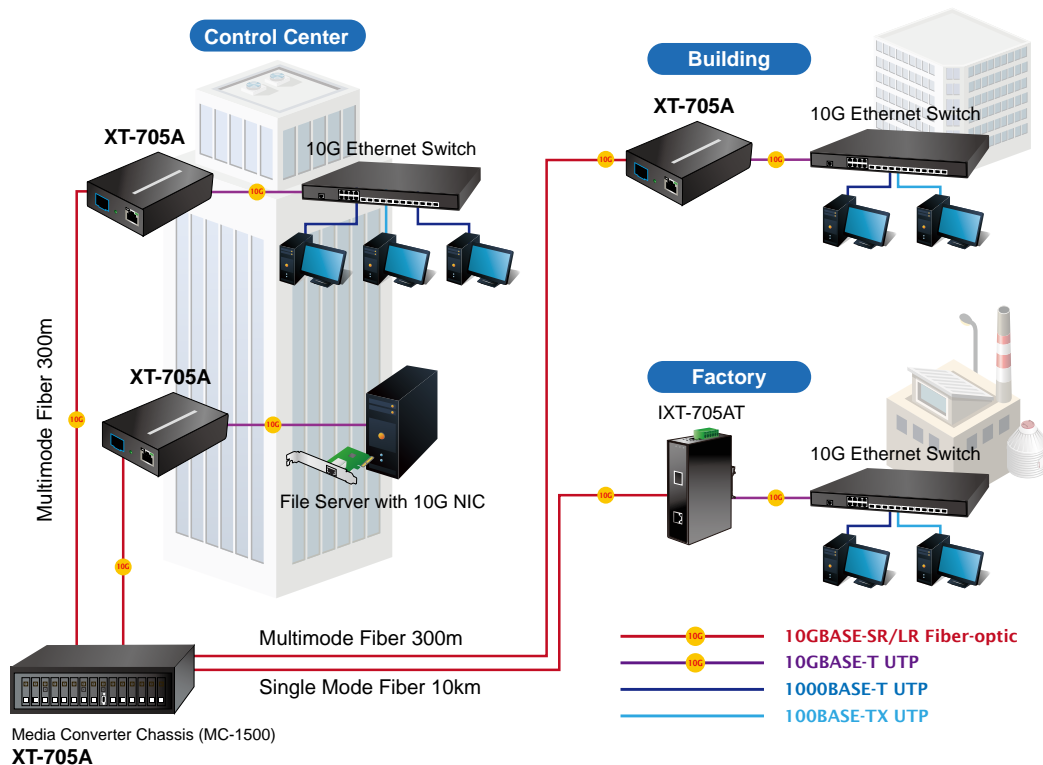 Control Center
Building
XT-705A
10G Ethernet Switch
10G
10G
XT-705A
10G Ethernet Switch
10G
Multimode Fiber 300m
10G
XT-705A
10G
File Server with 10G NIC
10G
Factory
IXT-705AT
10G Ethernet Switch
10G
10G
Multimode Fiber 300m
Single Mode Fiber 10km
Media Converter Chassis (MC-1500)
XT-705A
10G 10GBASE-SR/LR Fiber-optic
10G 10GBASE-T UTP
1000BASE-T UTP
100BASE-TX UTP